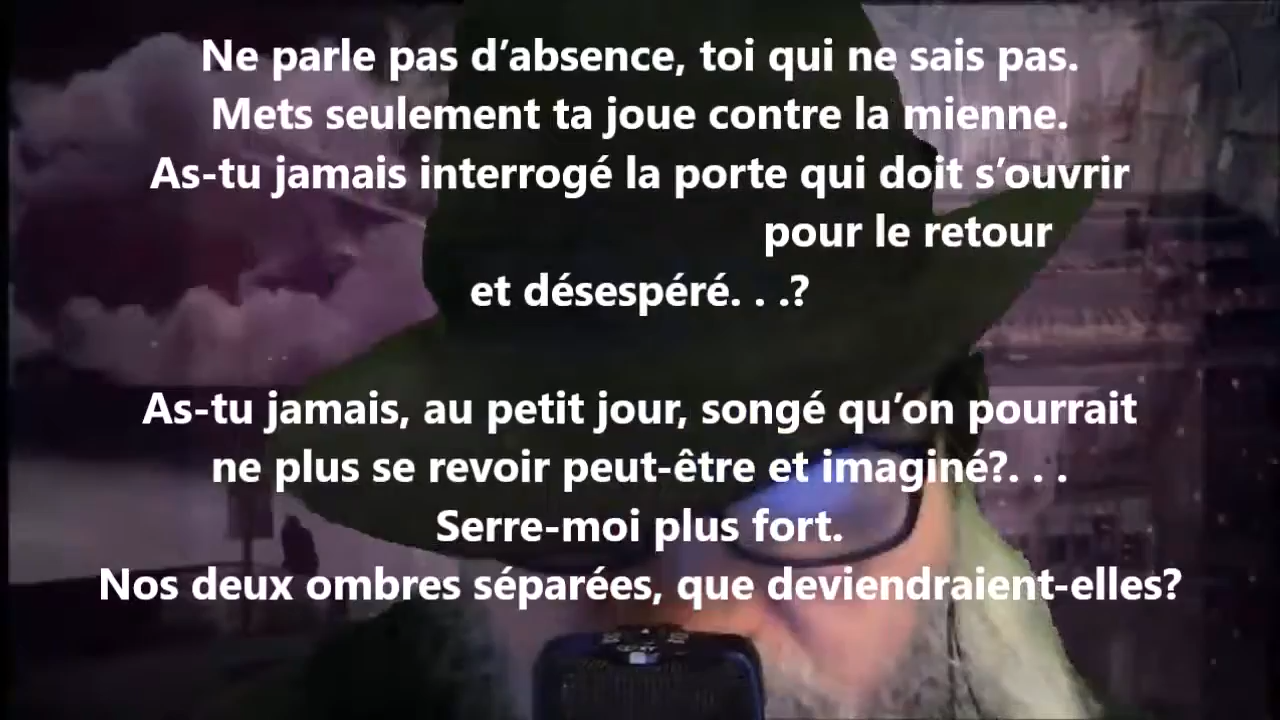 Ne parle pas d’absence, toi qui ne sais pas.
Mets seulement ta joue contre la mienne.
As-tu jamais interrogé la porte qui doit s’ouvrir
pour le retour
et désespéré. . .?
As-tu jamais, au petit jour, songé qu’on pourrait
ne plus se revoir peut-être et imaginé?. . .
Serre-moi plus fort.
Nos deux ombres séparées, que deviendraient-elles?